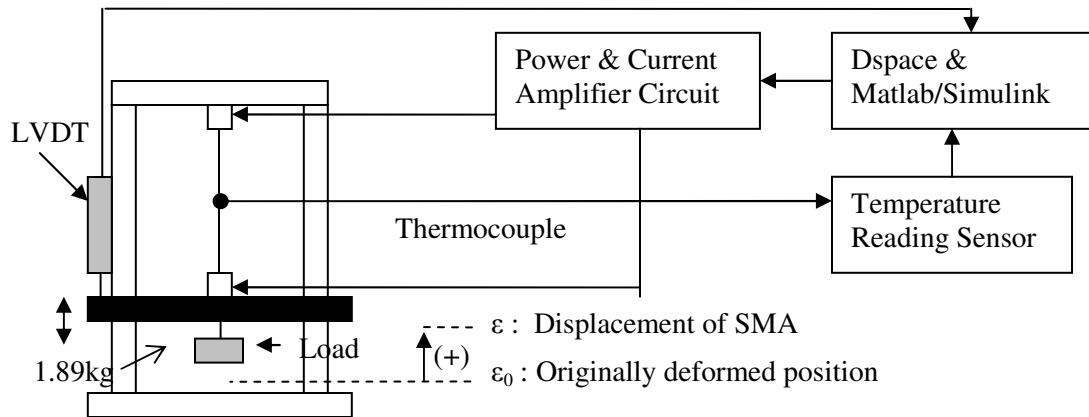 Power & Current
Amplifier Circuit
Dspace &
Matlab/Simulink
LVDT
Thermocouple
Temperature
Reading Sensor
ε : Displacement of SMA
Load
(+)
1.89kg
ε₀ : Originally deformed position